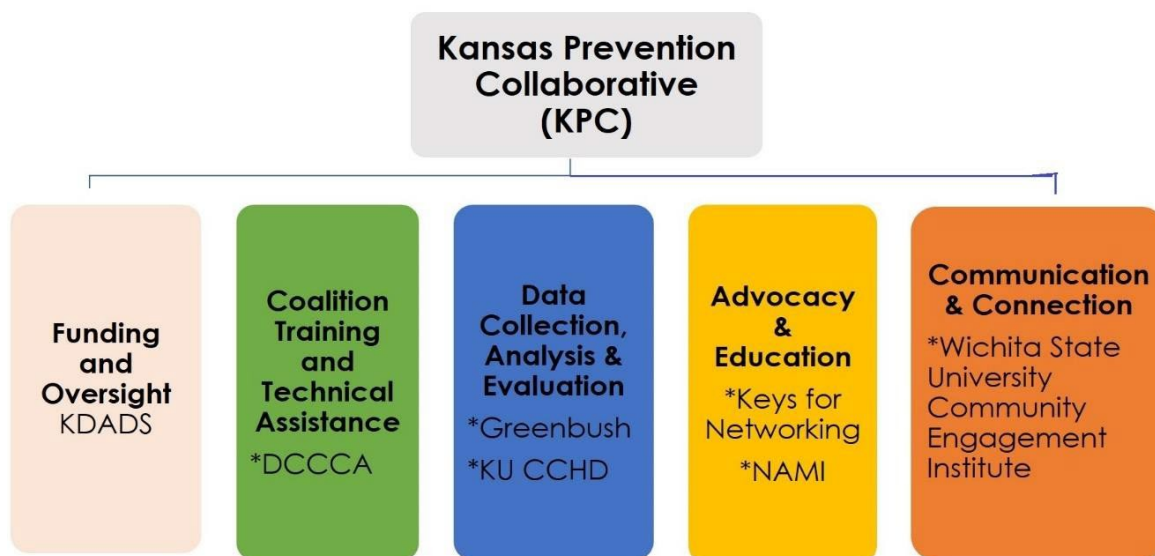 Kansas Prevention
Collaborative
(KPC)
Funding
and
Oversight
KDADS
Coalition
Training
and
Technical
Assistance
*DCCCA
Data
Collection,
Analysis &
Evaluation
*Greenbush
*KU CCHD
Advocacy
&
Education
*Keys for
Networking
*NAMI
Communication
& Connection
*Wichita State
University
Community
Engagement
Institute